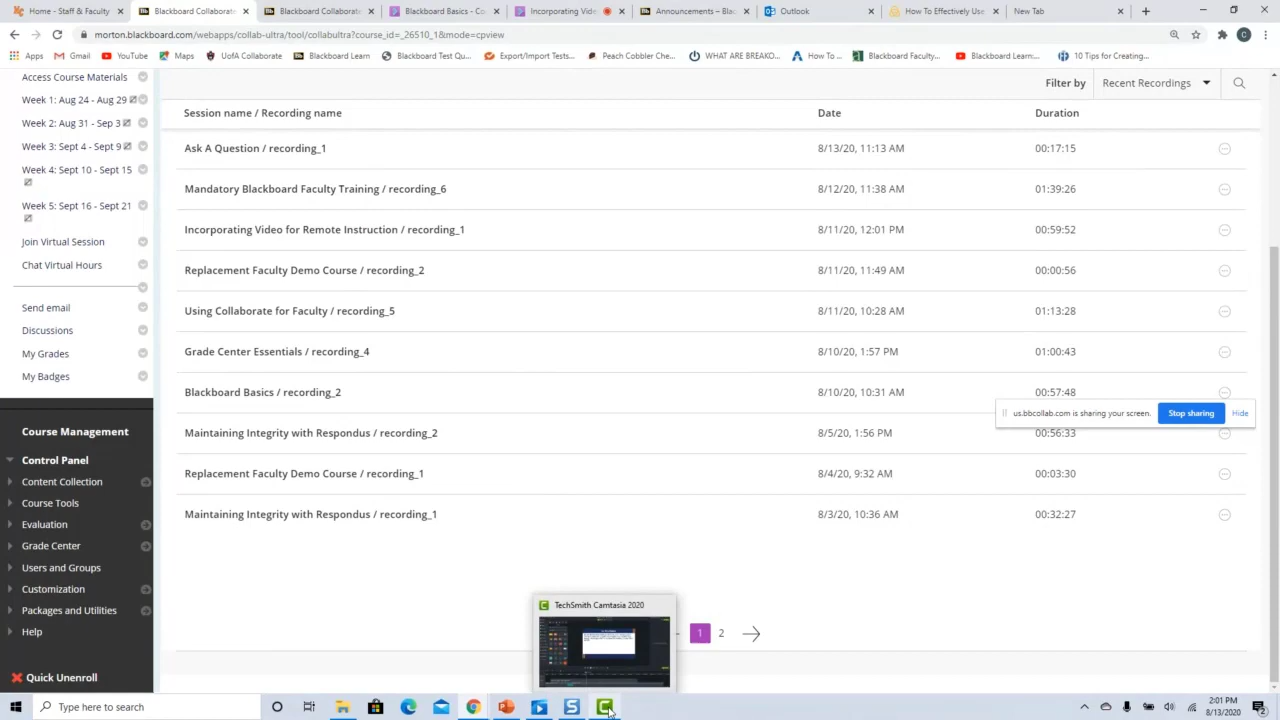 Home - Staff & Faculty
Blackboard Collaborate
Blackboard Collaborate
Blackboard Basics - Co
Incorporating Vide
Announcements – Blac
Outlook
How To Effectively Use
New Tab
morton.blackboard.com/webapps/collab-ultra/tool/collabultra?course_id=_26510_1&mode=cpview
C
Apps
Gmail
YouTube
Maps
UofA Collaborate
Blackboard Learn
Blackboard Test Qu...
Export/Import Tests...
Peach Cobbler Che...
WHAT ARE BREAKO...
How To ...
Blackboard Faculty...
Blackboard Learn:...
10 Tips for Creating...
Access Course Materials
Week 1: Aug 24 - Aug 29
Week 2: Aug 31 - Sep 3
Week 3: Sept 4 - Sept 9
Week 4: Sept 10 - Sept 15
Week 5: Sept 16 - Sept 21
Join Virtual Session
Chat Virtual Hours
Send email
Discussions
My Grades
My Badges
Course Management
Control Panel
Content Collection
Course Tools
Evaluation
Grade Center
Users and Groups
Customization
Packages and Utilities
Help
Quick Unenroll
Filter by Recent Recordings
Session name / Recording name Date Duration
Ask A Question / recording_1 8/13/20, 11:13 AM 00:17:15
Mandatory Blackboard Faculty Training / recording_6 8/12/20, 11:38 AM 01:39:26
Incorporating Video for Remote Instruction / recording_1 8/11/20, 12:01 PM 00:59:52
Replacement Faculty Demo Course / recording_2 8/11/20, 11:49 AM 00:00:56
Using Collaborate for Faculty / recording_5 8/11/20, 10:28 AM 01:13:28
Grade Center Essentials / recording_4 8/10/20, 1:57 PM 01:00:43
Blackboard Basics / recording_2 8/10/20, 10:31 AM 00:57:48
us.bbcollab.com is sharing your screen. Stop sharing Hide
Maintaining Integrity with Respondus / recording_2 8/5/20, 1:56 PM 00:56:33
Replacement Faculty Demo Course / recording_1 8/4/20, 9:32 AM 00:03:30
Maintaining Integrity with Respondus / recording_1 8/3/20, 10:36 AM 00:32:27
TechSmith Camtasia 2020
1 2
Type here to search
2:01 PM
8/13/2020
2